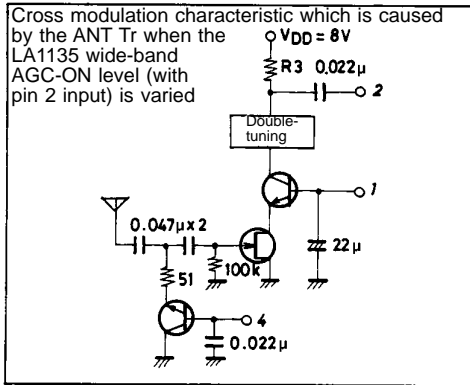 Cross modulation characteristic which is caused
by the ANT Tr when the
LA1135 wide-band
AGC-ON level (with
pin 2 input) is varied
VDD = 8V
R3
0.022μ
2
Double-
tuning
1
0.047μ×2
22μ
100k
51
4
0.022μ